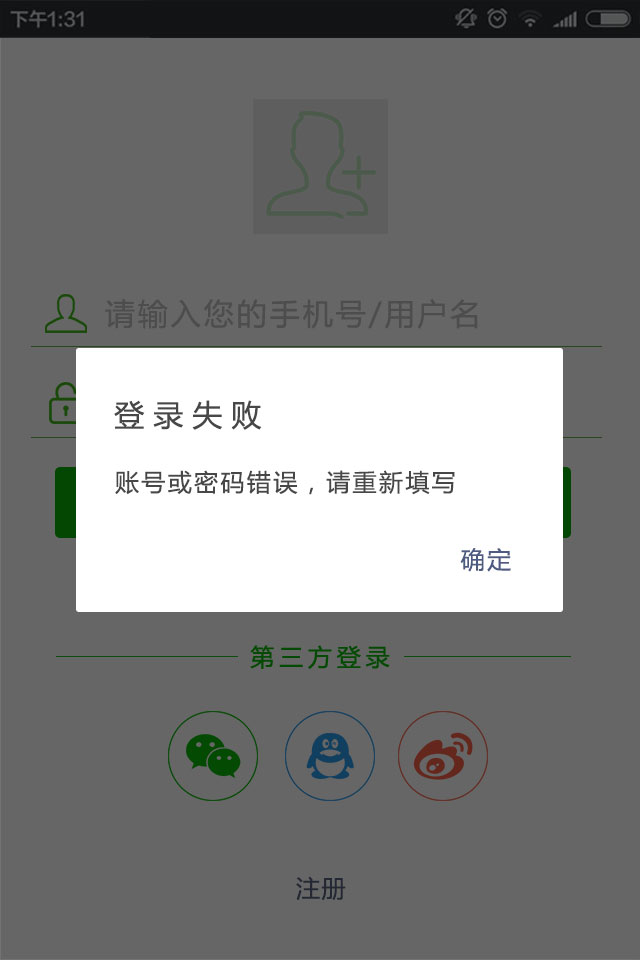 下午1:31
请输入您的手机号/用户名
登录失败
账号或密码错误，请重新填写
确定
第三方登录
注册